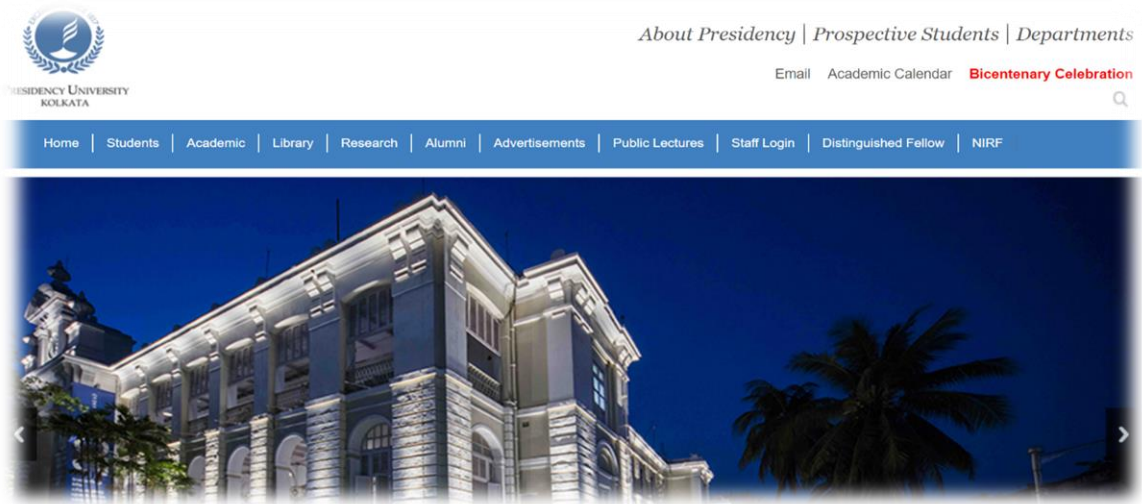 About Presidency | Prospective Students | Departments
Email Academic Calendar Bicentenary Celebration
UNIVERSITY
KOLKATA
Home | Students | Academic | Library | Research | Alumni | Advertisements | Public Lectures | Staff Login | Distinguished Fellow | NIRF